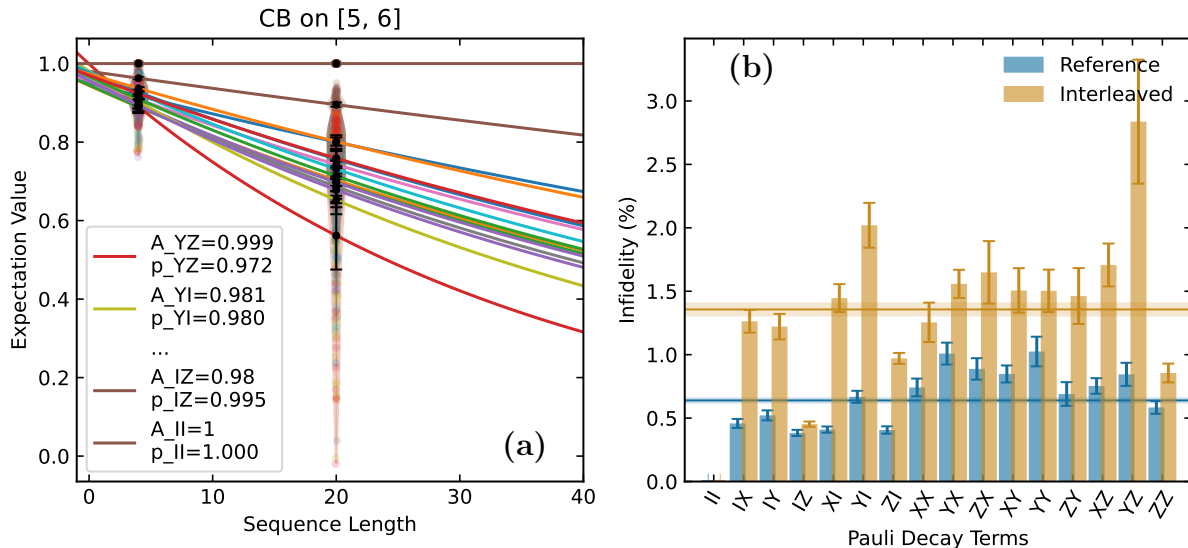 CB on [5, 6]
Expectation Value
1.0
0.8
0.6
0.4
0.2
0.0
A_YZ=0.999
p_YZ=0.972
A_YI=0.981
p_YI=0.980
...
A_IZ=0.98
p_IZ=0.995
A_II=1
p_II=1.000
(a)
0 10 20 30 40
Sequence Length
(b)
Reference
Interleaved
Infidelity (%)
3.0
2.5
2.0
1.5
1.0
0.5
0.0
II IX IY IZ XI YI ZI XX YX ZX XY YY ZY XZ YZ ZZ
Pauli Decay Terms